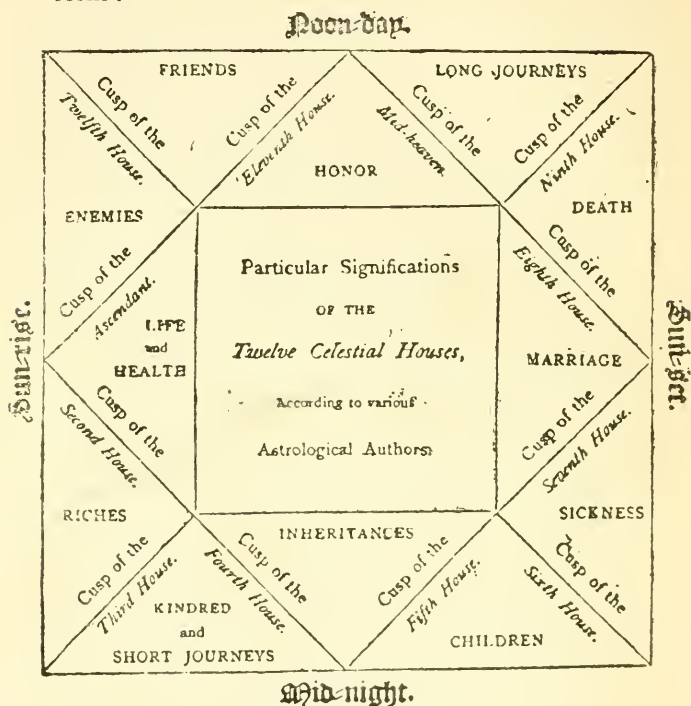 Noon-day.
FRIENDS
LONG JOURNEYS
Cusp of the
Twelfth House.
Cusp of the
Eleventh House.
Cusp of the
Mid-heaven.
Cusp of the
Ninth House.
HONOR
ENEMIES
DEATH
Cusp of the
Ascendant.
Cusp of the
Eighth House.
Sun-rise.
LIFE
and
HEALTH
Particular Significations
OF THE
Twelve Celestial Houses,
According to various
Astrological Authors
MARRIAGE
Sun-set.
Cusp of the
Second House.
Cusp of the
Seventh House.
RICHES
SICKNESS
INHERITANCES
Cusp of the
Third House.
Cusp of the
Fourth House.
Cusp of the
Fifth House.
Cusp of the
Sixth House.
KINDRED
and
SHORT JOURNEYS
CHILDREN
Mid-night.